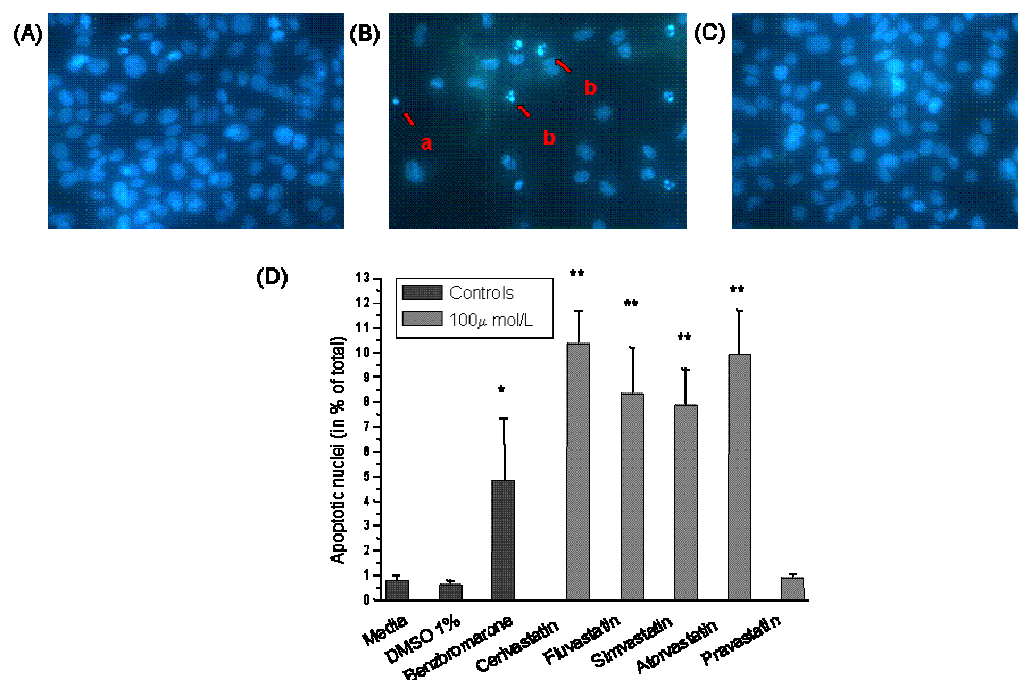 (A)
(B)
(C)
a
b
b
(D)
Apoptotic nuclei (in % of total)
13
12
11
10
9
8
7
6
5
4
3
2
1
0
Controls
100μ mol/L
*
**
**
**
**
Media
DMSO 1%
Benzbromarone
Cerivastatin
Fluvastatin
Simvastatin
Atorvastatin
Pravastatin